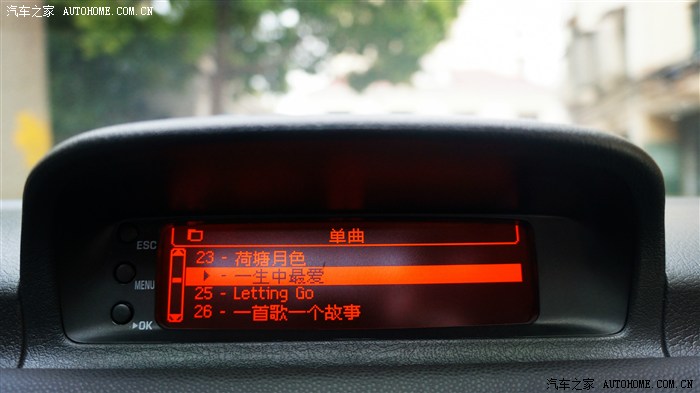 汽车之家 AUTOHOME.COM.CN
单曲
ESC
23 - 荷塘月色
- 一生中最爱
MENU
25 - Letting Go
26 - 一首歌一个故事
▶OK
汽车之家 AUTOHOME.COM.CN